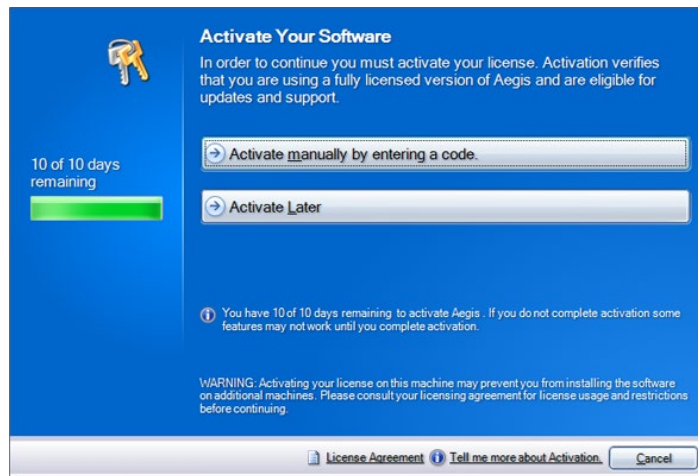 Activate Your Software
In order to continue you must activate your license. Activation verifies
that you are using a fully licensed version of Aegis and are eligible for
updates and support.
10 of 10 days
remaining
Activate manually by entering a code.
Activate Later
You have 10 of 10 days remaining to activate Aegis . If you do not complete activation some
features may not work until you complete activation.
WARNING: Activating your license on this machine may prevent you from installing the software
on additional machines. Please consult your licensing agreement for license usage and restrictions
before continuing.
License Agreement Tell me more about Activation. Cancel